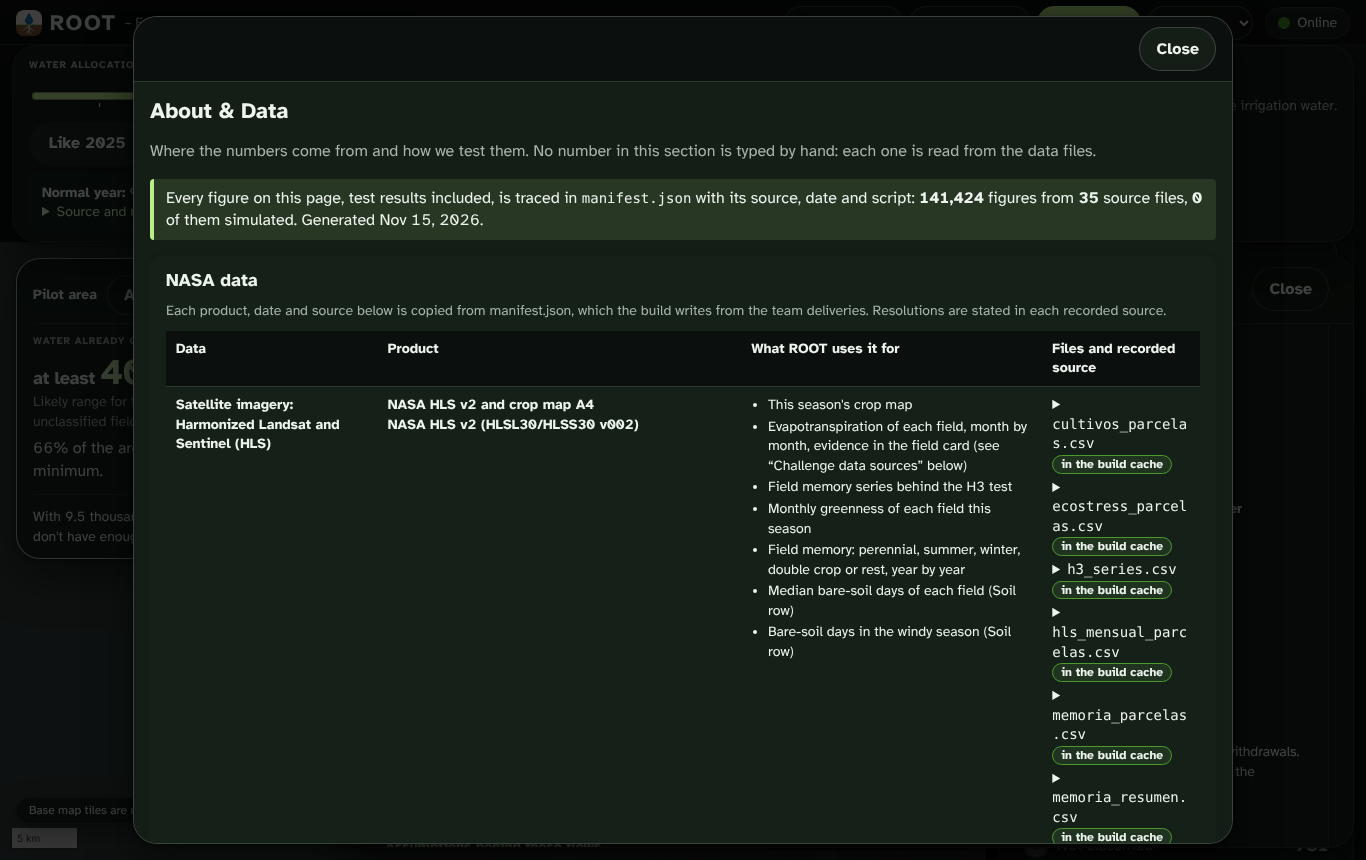 ROOT
Online
WATER ALLOCATIO
Like 2025
irrigation water.
Normal year:
Source and
Pilot area
Close
WATER ALREADY
at least 40
Likely range for
unclassified field
66% of the are
minimum.
With 9.5 thousan
don't have enoug
withdrawals.
the
Base map tiles are
5 km
Close
About & Data
Where the numbers come from and how we test them. No number in this section is typed by hand: each one is read from the data files.
Every figure on this page, test results included, is traced in manifest.json with its source, date and script: 141,424 figures from 35 source files, 0
of them simulated. Generated Nov 15, 2026.
NASA data
Each product, date and source below is copied from manifest.json, which the build writes from the team deliveries. Resolutions are stated in each recorded source.
Data
Product
What ROOT uses it for
Files and recorded
source
Satellite imagery:
Harmonized Landsat and
Sentinel (HLS)
NASA HLS v2 and crop map A4
NASA HLS v2 (HLSL30/HLSS30 v002)
• This season's crop map
• Evapotranspiration of each field, month by
month, evidence in the field card (see
“Challenge data sources” below)
• Field memory series behind the H3 test
• Monthly greenness of each field this
season
• Field memory: perennial, summer, winter,
double crop or rest, year by year
• Median bare-soil days of each field (Soil
row)
• Bare-soil days in the windy season (Soil
row)
▶
cultivos_parcela
s.csv
in the build cache
▶
ecostress_parcel
as.csv
in the build cache
▶ h3_series.csv
in the build cache
▶
hls_mensual_parc
elas.csv
in the build cache
▶
memoria_parcelas
.csv
in the build cache
▶
memoria_resumen.
csv
in the build cache